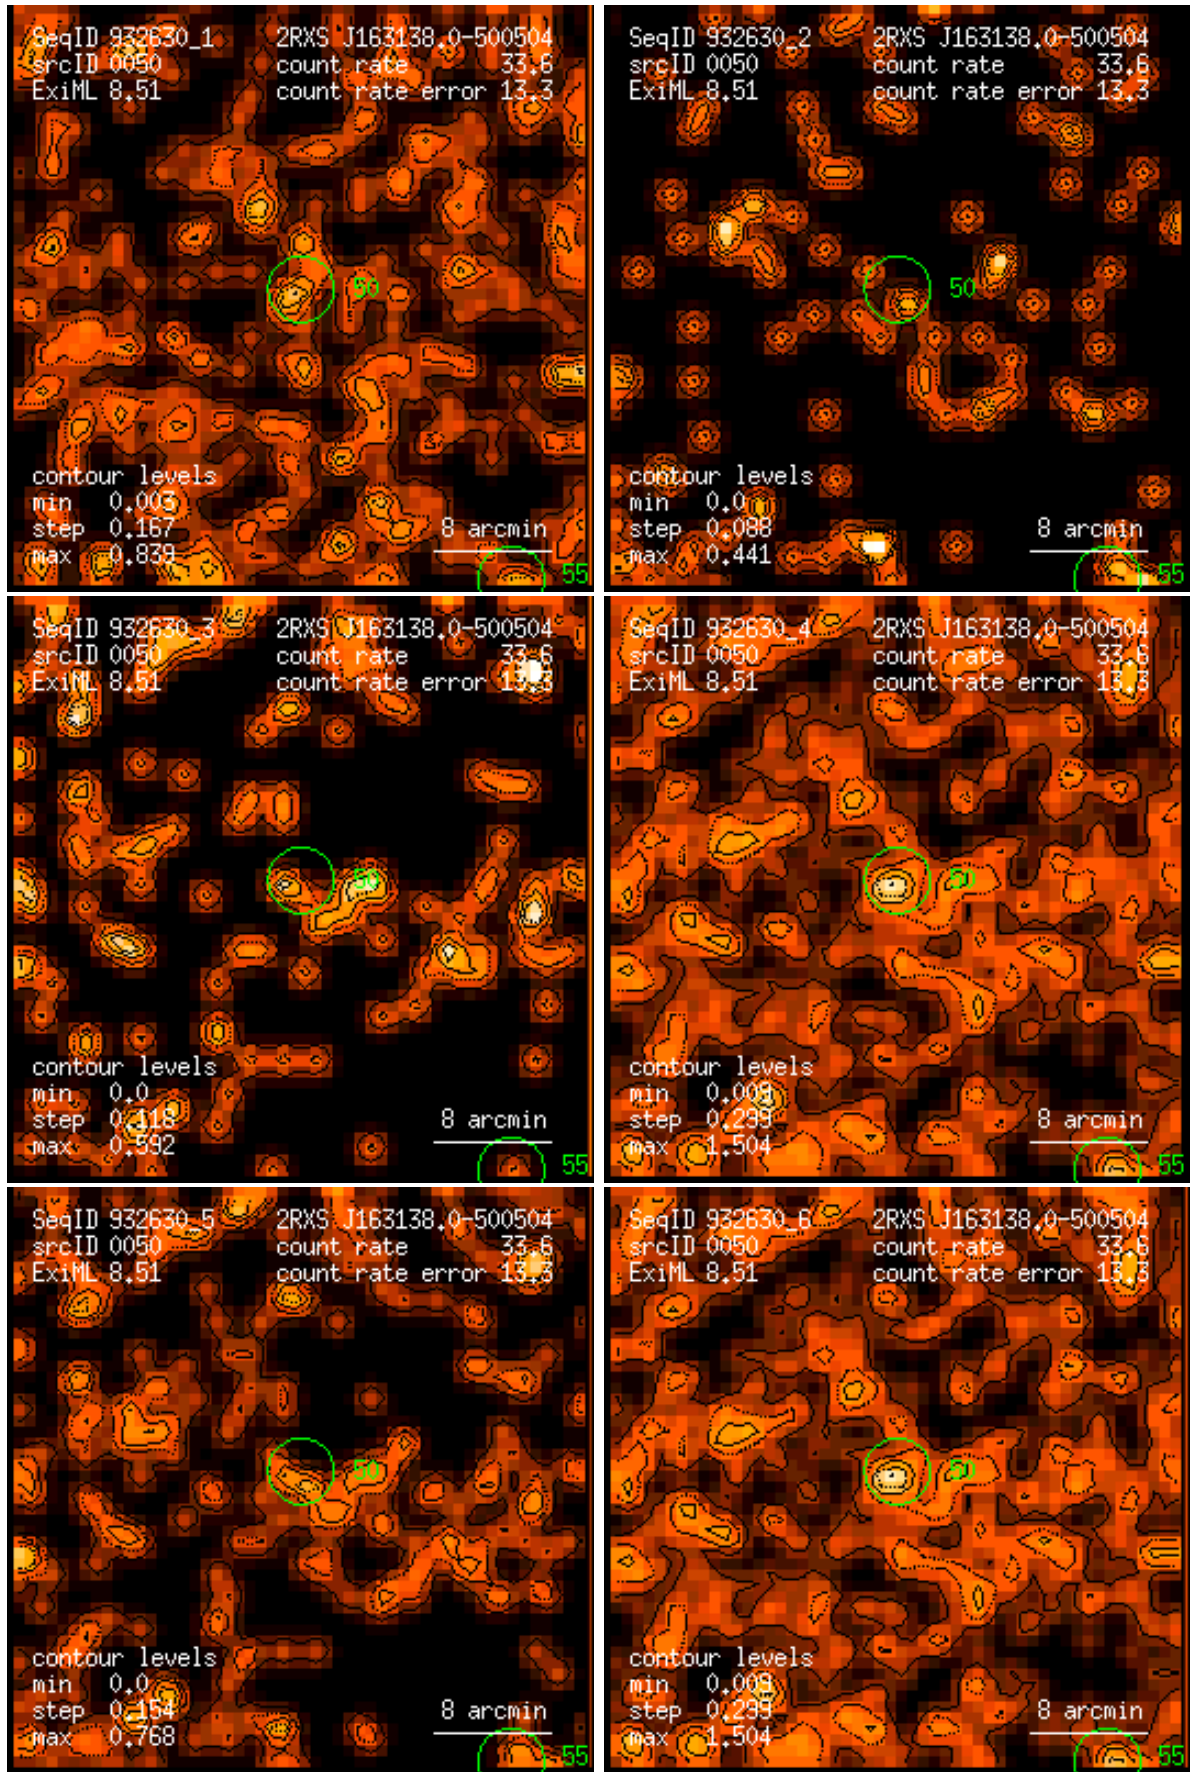 SeqID 932630_1 2RXS J163138.0-500504
srcID 0050 count rate 33.6
ExiML 8.51 count rate error 13.3
50
contour levels
min 0.003
step 0.167 8 arcmin
max 0.839
55
SeqID 932630_2 2RXS J163138.0-500504
srcID 0050 count rate 33.6
ExiML 8.51 count rate error 13.3
50
contour levels
min 0.0
step 0.088 8 arcmin
max 0.441
55
SeqID 932630_3 2RXS J163138.0-500504
srcID 0050 count rate 33.6
ExiML 8.51 count rate error 13.3
50
contour levels
min 0.0
step 0.118 8 arcmin
max 0.592
55
SeqID 932630_4 2RXS J163138.0-500504
srcID 0050 count rate 33.6
ExiML 8.51 count rate error 13.3
50
contour levels
min 0.009
step 0.299 8 arcmin
max 1.504
55
SeqID 932630_5 2RXS J163138.0-500504
srcID 0050 count rate 33.6
ExiML 8.51 count rate error 13.3
50
contour levels
min 0.0
step 0.154 8 arcmin
max 0.768
55
SeqID 932630_6 2RXS J163138.0-500504
srcID 0050 count rate 33.6
ExiML 8.51 count rate error 13.3
50
contour levels
min 0.009
step 0.299 8 arcmin
max 1.504
55